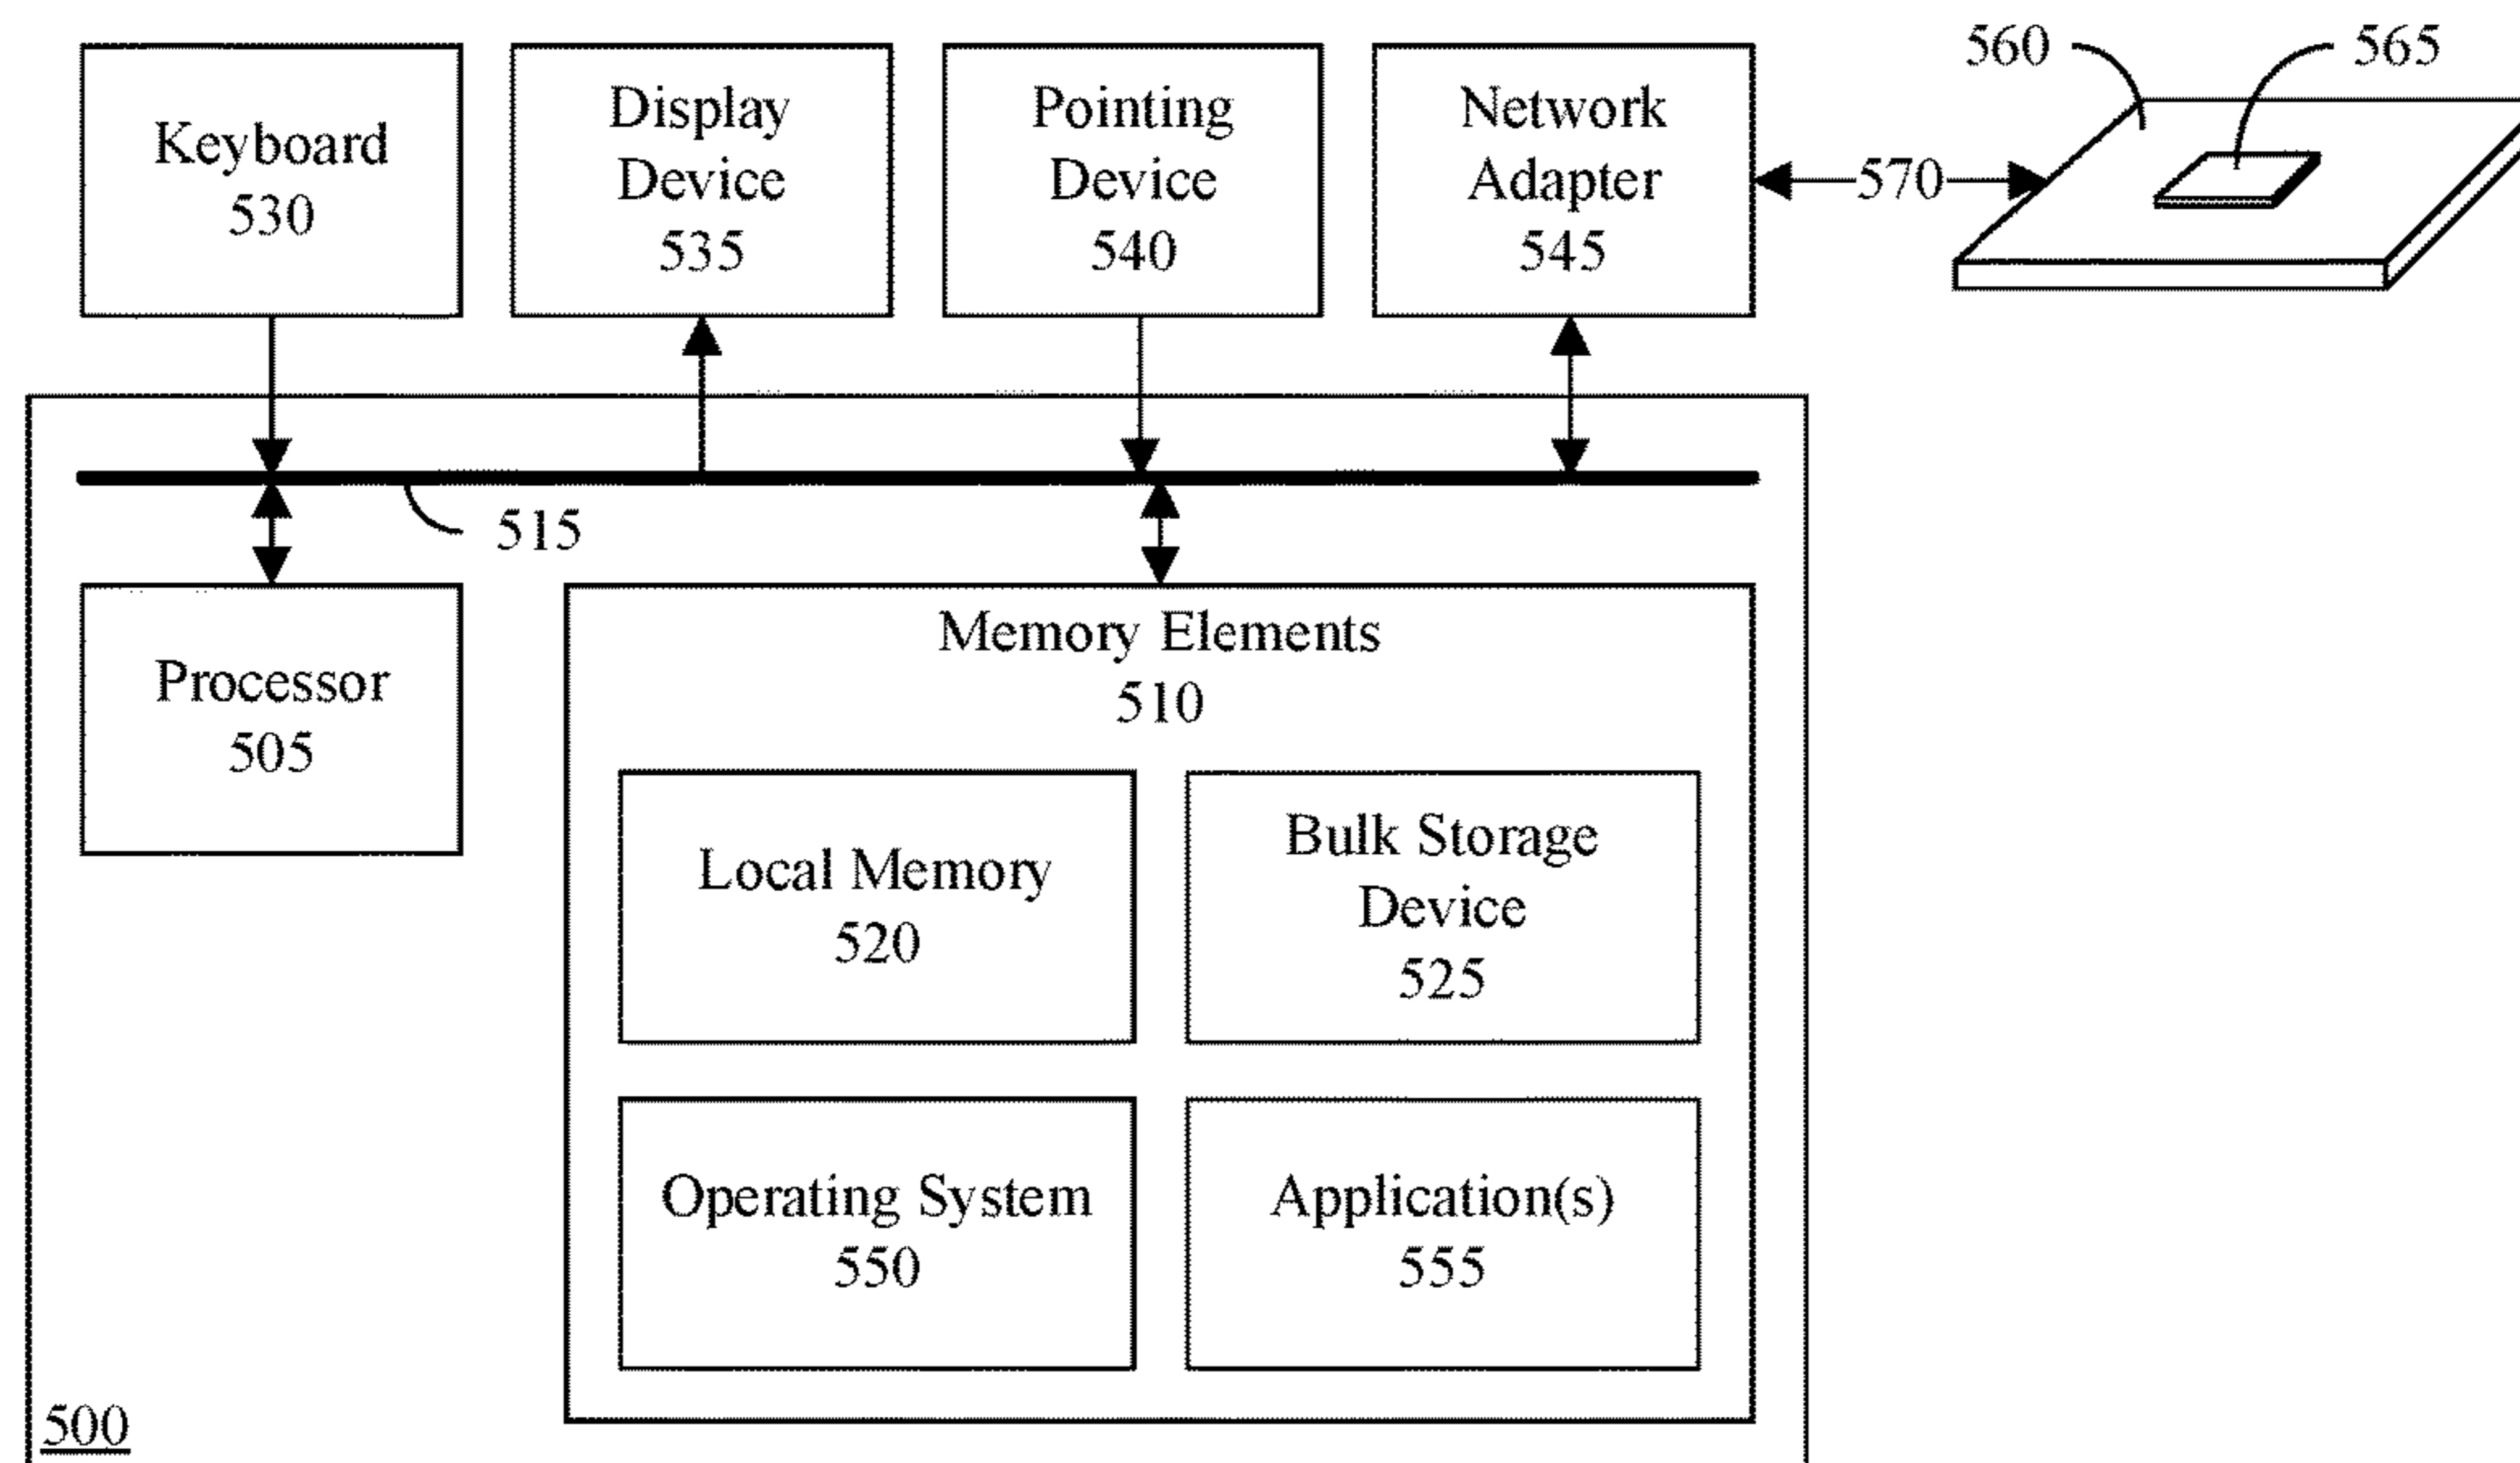 Keyboard
530
Display
Device
535
Pointing
Device
540
Network
Adapter
545
570
560
565
515
Processor
505
Memory Elements
510
Local Memory
520
Bulk Storage
Device
525
Operating System
550
Application(s)
555
500